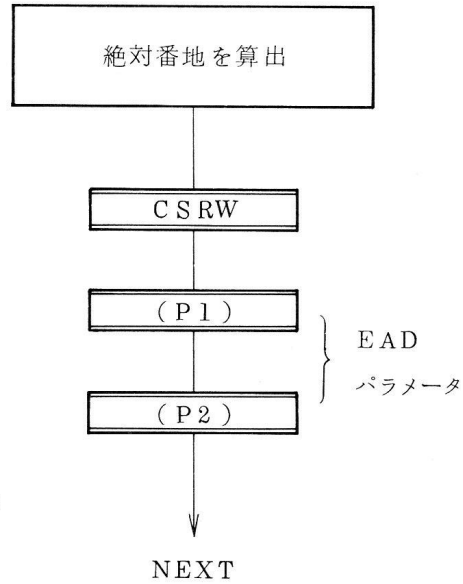 絶対番地を算出
CSRW
(P1)
EAD
パラメータ
(P2)
NEXT